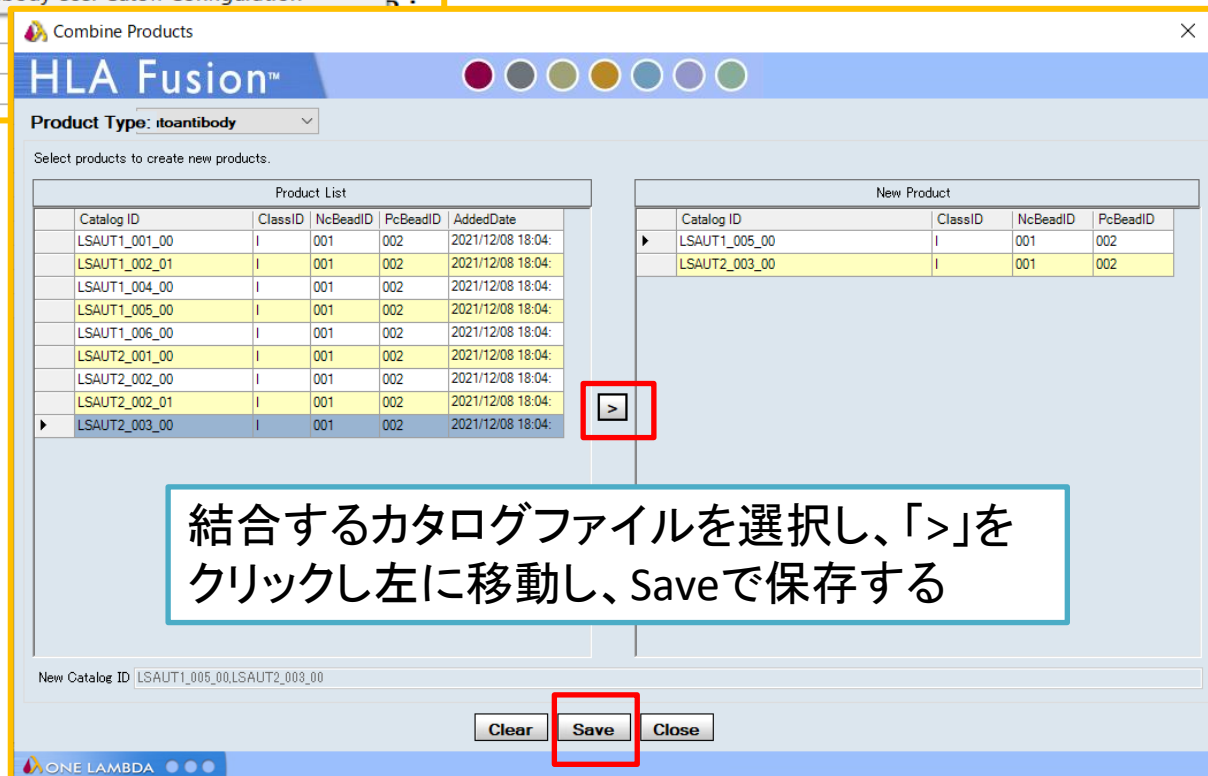 body User Cutoff Configuration
Combine Products
HLA Fusion™
Product Type: itoantibody
Select products to create new products.
Product List
Catalog ID ClassID NcBeadID PcBeadID AddedDate
LSAUT1_001_00 I 001 002 2021/12/08 18:04:
LSAUT1_002_01 I 001 002 2021/12/08 18:04:
LSAUT1_004_00 I 001 002 2021/12/08 18:04:
LSAUT1_005_00 I 001 002 2021/12/08 18:04:
LSAUT1_006_00 I 001 002 2021/12/08 18:04:
LSAUT2_001_00 I 001 002 2021/12/08 18:04:
LSAUT2_002_00 I 001 002 2021/12/08 18:04:
LSAUT2_002_01 I 001 002 2021/12/08 18:04:
LSAUT2_003_00 I 001 002 2021/12/08 18:04:
>
New Product
Catalog ID ClassID NcBeadID PcBeadID
LSAUT1_005_00 I 001 002
LSAUT2_003_00 I 001 002
結合するカタログファイルを選択し、「>」を
クリックし左に移動し、Saveで保存する
New Catalog ID LSAUT1_005_00,LSAUT2_003_00
Clear Save Close
ONE LAMBDA